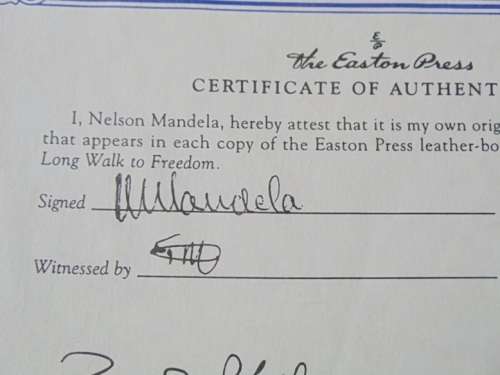 E
P
the Easton Press
CERTIFICATE OF AUTHENT
I, Nelson Mandela, hereby attest that it is my own orig
that appears in each copy of the Easton Press leather-bo
Long Walk to Freedom.
Signed NMandela
Witnessed by